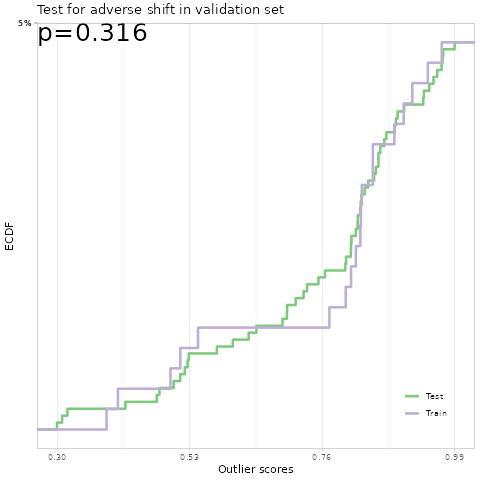 Test for adverse shift in validation set
5%
p=0.316
ECDF
Test
Train
0.30 0.53 0.76 0.99
Outlier scores